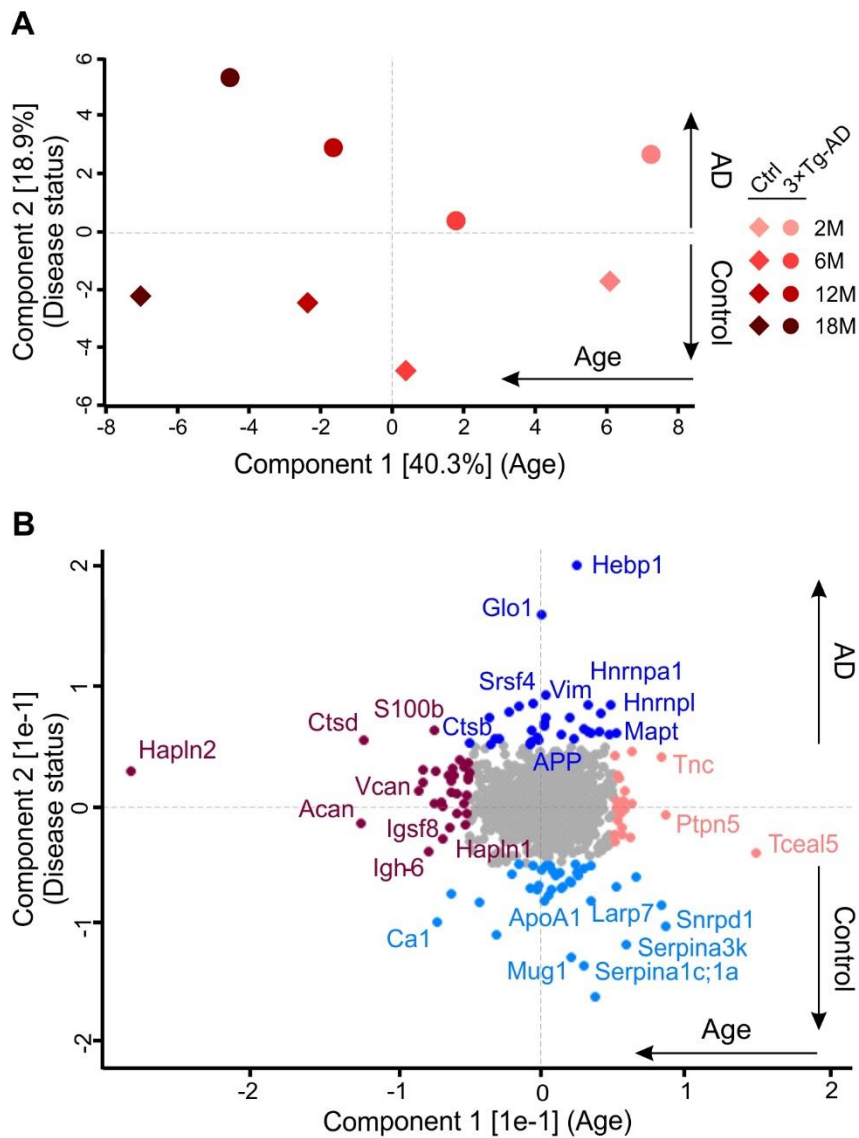 A
Component 2 [18.9%]
(Disease status)
6
4
2
0
-2
-4
-6
-8
-6
-4
-2
0
2
4
6
8
Component 1 [40.3%] (Age)
Age
AD
Control
Ctrl
3×Tg-AD
2M
6M
12M
18M
B
Component 2 [1e-1]
(Disease status)
2
1
0
-1
-2
Hebp1
Glo1
Hnrnpa1
Srsf4
Vim
S100b
Hnrnpl
Ctsd
Ctsb
Mapt
Hapln2
APP
Tnc
Vcan
Acan
Igsf8
Ptpn5
Hapln1
Tceal5
Igh-6
ApoA1
Larp7
Snrpd1
Ca1
Serpina3k
Mug1
Serpina1c;1a
AD
Control
Age
-2
-1
0
1
2
Component 1 [1e-1] (Age)